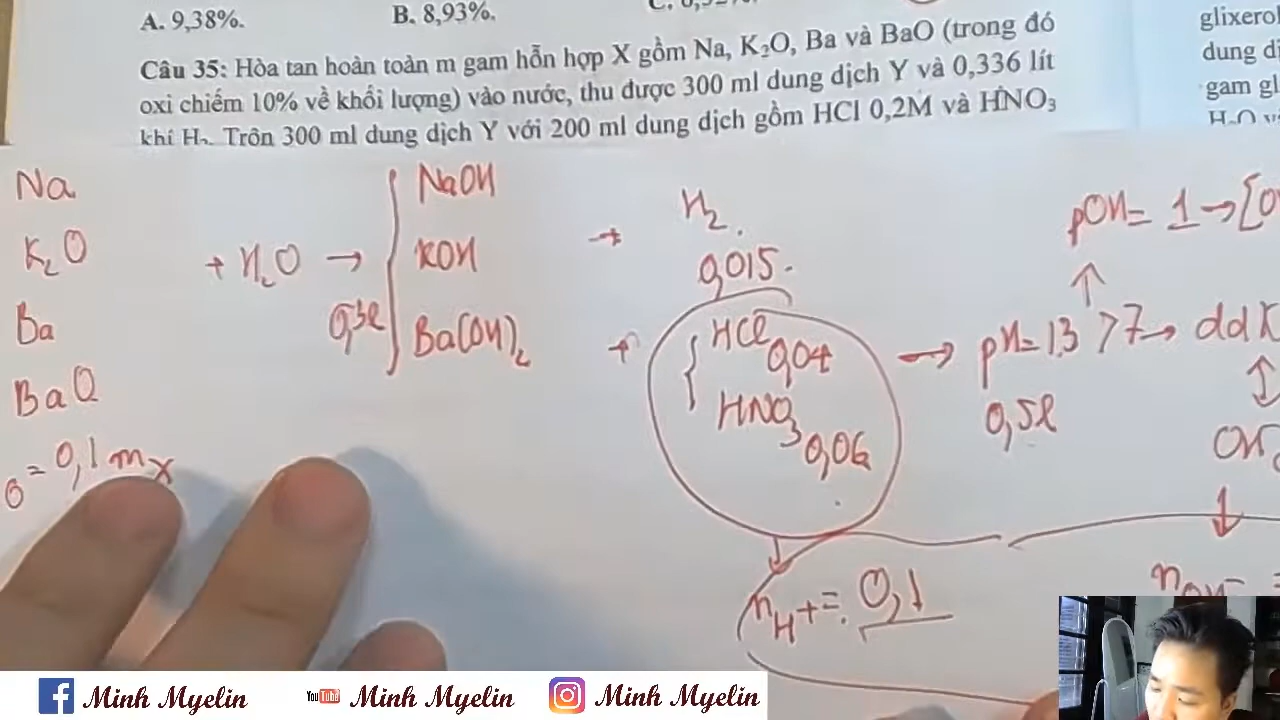 A. 9,38%.
B. 8,93%.
Câu 35: Hòa tan hoàn toàn m gam hỗn hợp X gồm Na, K₂O, Ba và BaO (trong đó
oxi chiếm 10% về khối lượng) vào nước, thu được 300 ml dung dịch Y và 0,336 lít
khí H₂. Trộn 300 ml dung dịch Y với 200 ml dung dịch gồm HCl 0,2M và HNO₃
glixerol
dung
gam
H₂O
Na
K₂O
Ba
BaO
O = 0,1 mx
+ H₂O →
0,3l
NaOH
KOH
Ba(OH)₂
→ H₂.
0,015.
+ HCl 0,04
HNO₃ 0,06
→ pH = 13 > 7 → dd X
0,5l
pOH = 1 → [O
OH
nH+ = 0,1
nOH- =
Minh Myelin
YouTube Minh Myelin
Minh Myelin